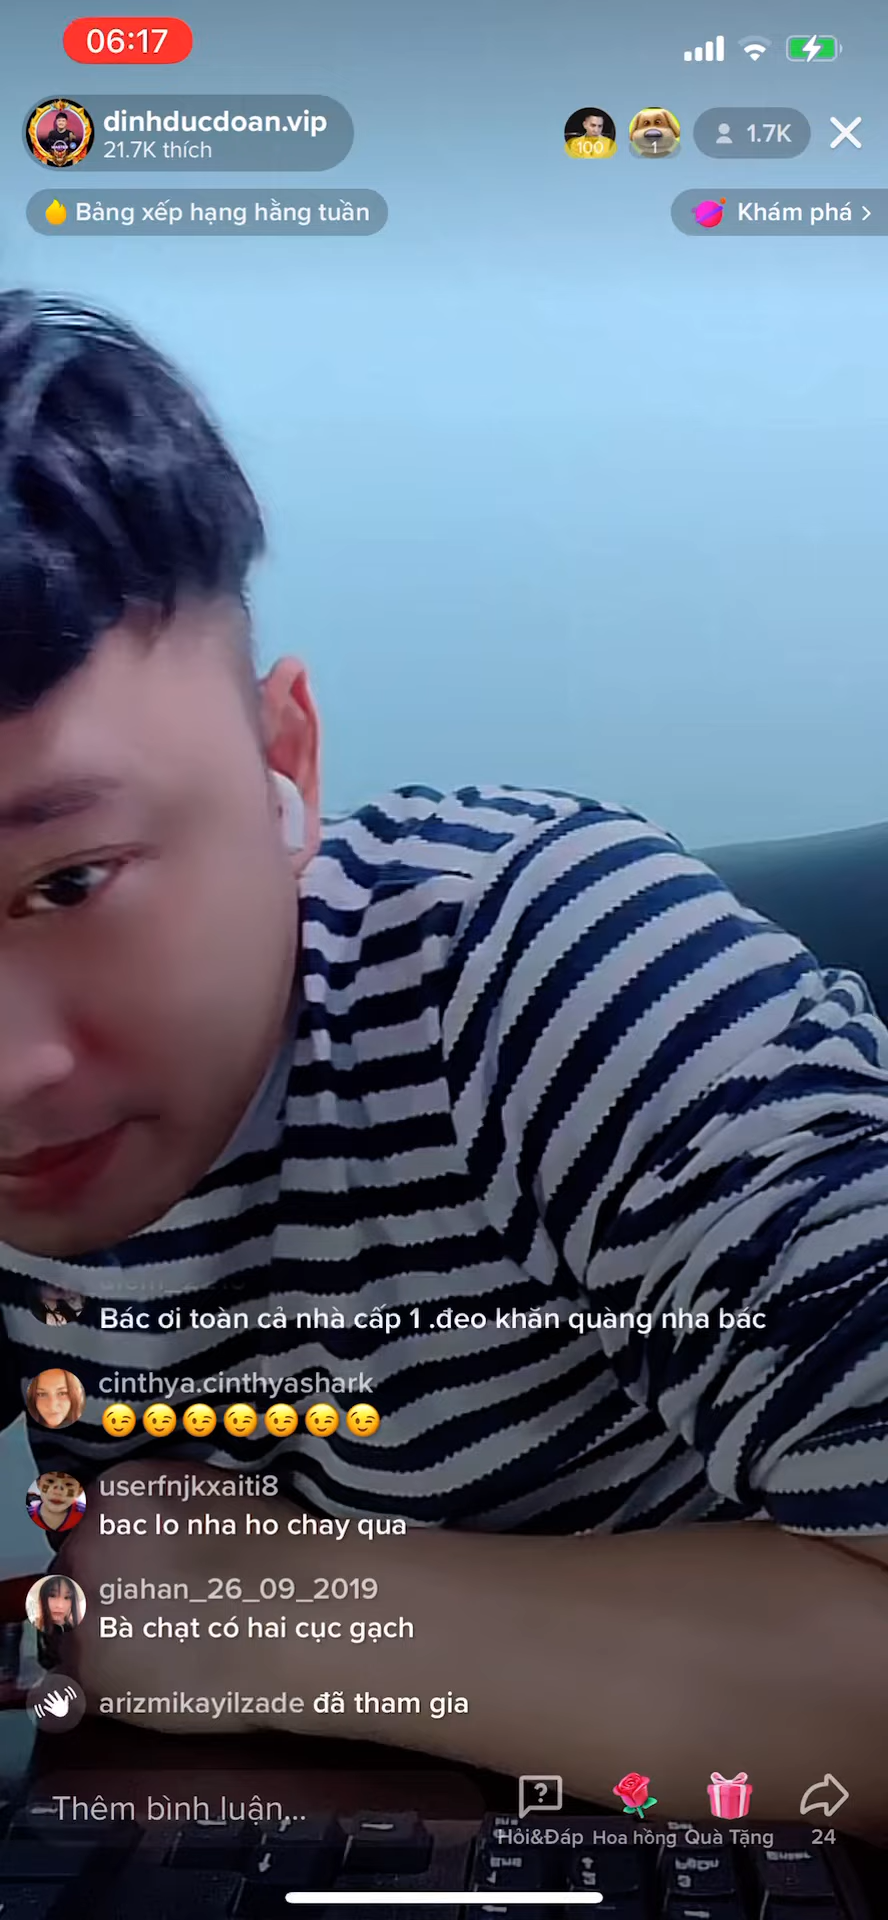 06:17
dinhducdoan.vip
21.7K thích
100
1
1.7K
Bảng xếp hạng hằng tuần
Khám phá >
Bác ơi toàn cả nhà cấp 1 .đeo khăn quàng nha bác
cinthya.cinthyashark
😉😉😉😉😉😉😉
userfnjkxaiti8
bac lo nha ho chay qua
giahan_26_09_2019
Bà chạt có hai cục gạch
arizmikayilzade đã tham gia
Thêm bình luận...
Hỏi&Đáp
Hoa hồng
Quà Tặng
24